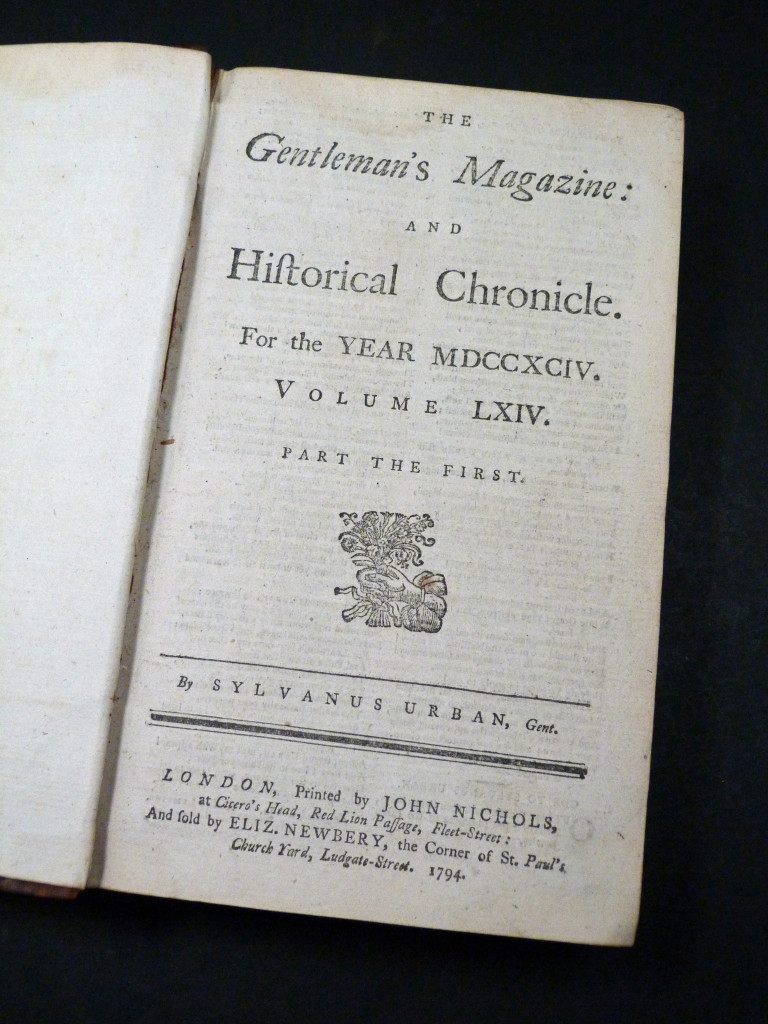 THE
Gentleman's Magazine:
AND
Hiſtorical Chronicle.
For the YEAR MDCCXCIV.
VOLUME LXIV.
PART THE FIRST.
By SYLVANUS URBAN, Gent.
LONDON, Printed by JOHN NICHOLS,
at Cicero's Head, Red Lion Paſſage, Fleet-Street:
And ſold by ELIZ. NEWBERY, the Corner of St. Paul's
Church Yard, Ludgate-Street. 1794.